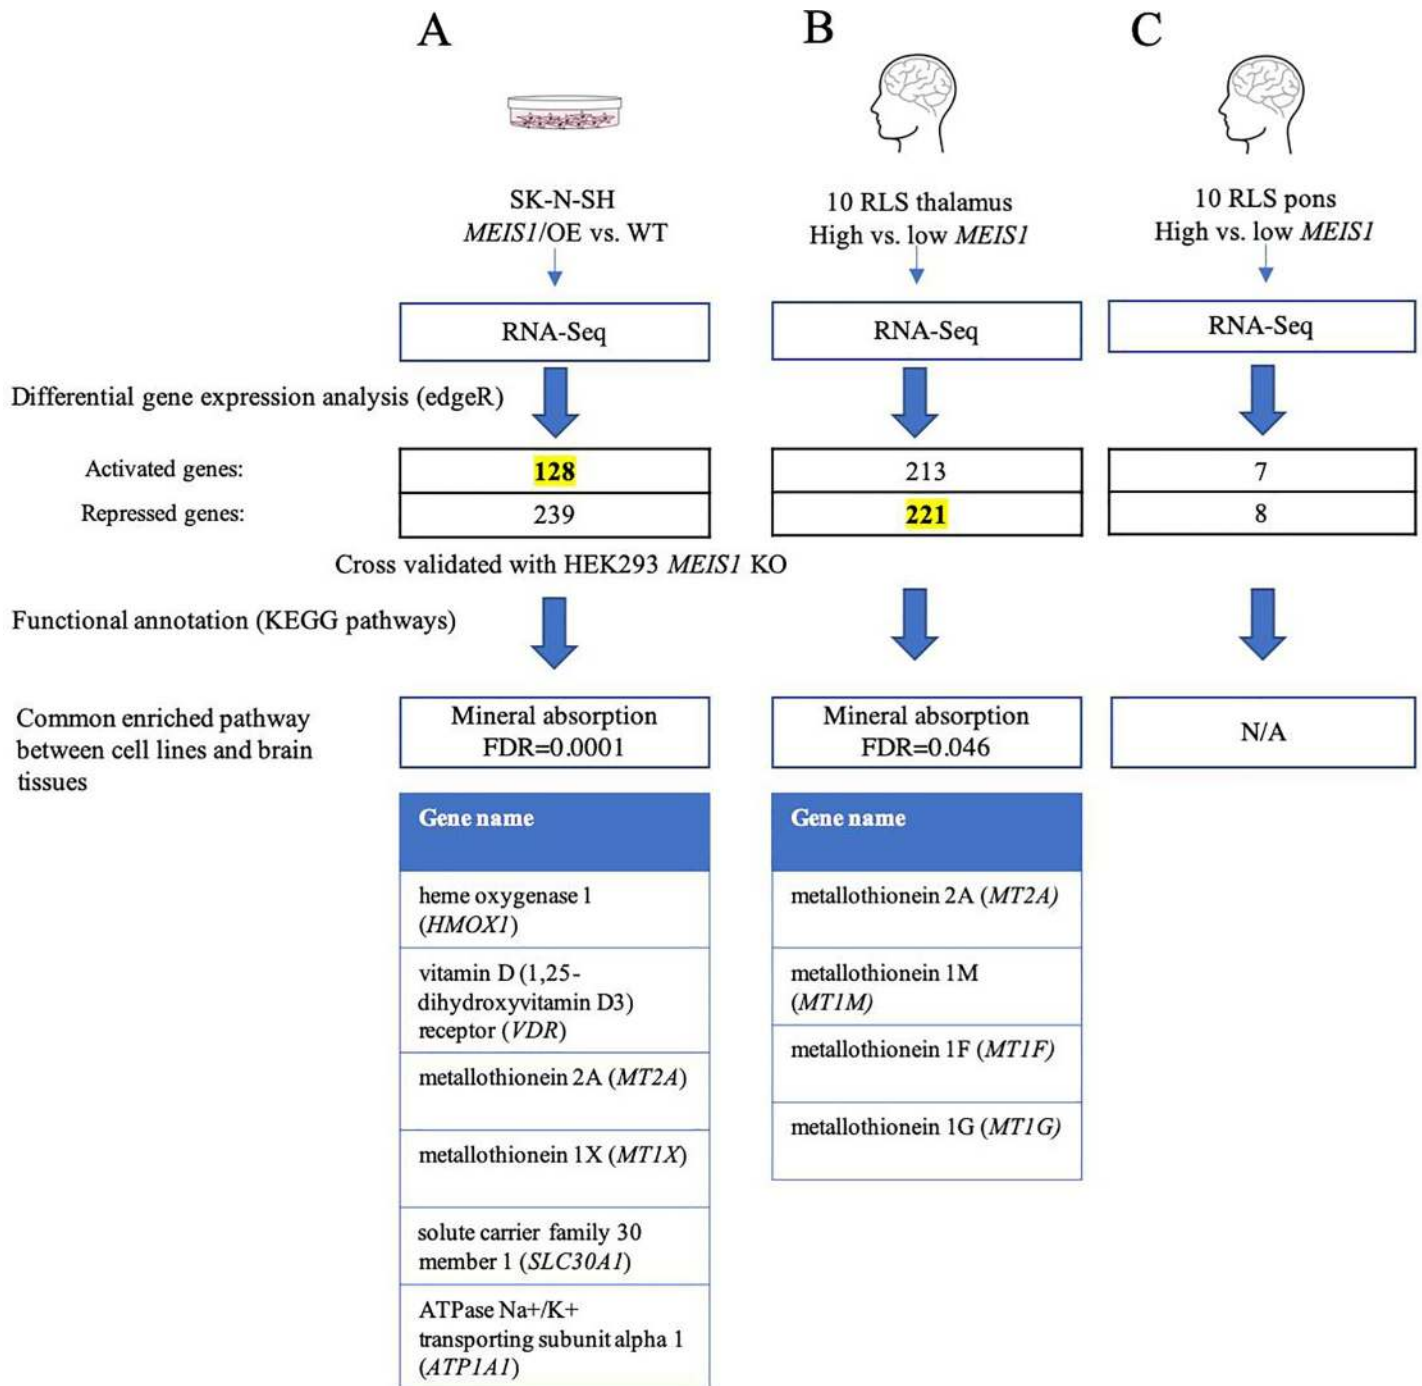 A
B
C
SK-N-SH
MEIS1/OE vs. WT
10 RLS thalamus
High vs. low MEIS1
10 RLS pons
High vs. low MEIS1
RNA-Seq
RNA-Seq
RNA-Seq
Differential gene expression analysis (edgeR)
Activated genes:
128
213
7
Repressed genes:
239
221
8
Cross validated with HEK293 MEIS1 KO
Functional annotation (KEGG pathways)
Common enriched pathway
between cell lines and brain
tissues
Mineral absorption
FDR=0.0001
Mineral absorption
FDR=0.046
N/A
Gene name
heme oxygenase 1
(HMOX1)
vitamin D (1,25-
dihydroxyvitamin D3)
receptor (VDR)
metallothionein 2A (MT2A)
metallothionein 1X (MT1X)
solute carrier family 30
member 1 (SLC30A1)
ATPase Na+/K+
transporting subunit alpha 1
(ATP1A1)
Gene name
metallothionein 2A (MT2A)
metallothionein 1M
(MT1M)
metallothionein 1F (MT1F)
metallothionein 1G (MT1G)